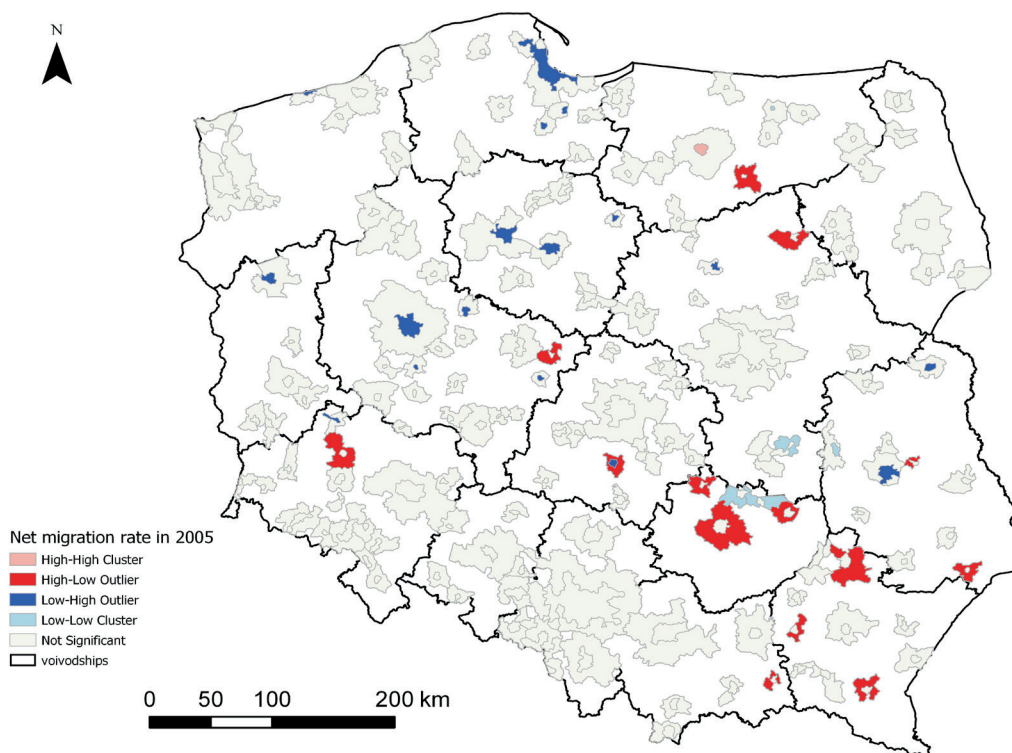 N
Net migration rate in 2005
High-High Cluster
High-Low Outlier
Low-High Outlier
Low-Low Cluster
Not Significant
voivodships
0 50 100 200 km